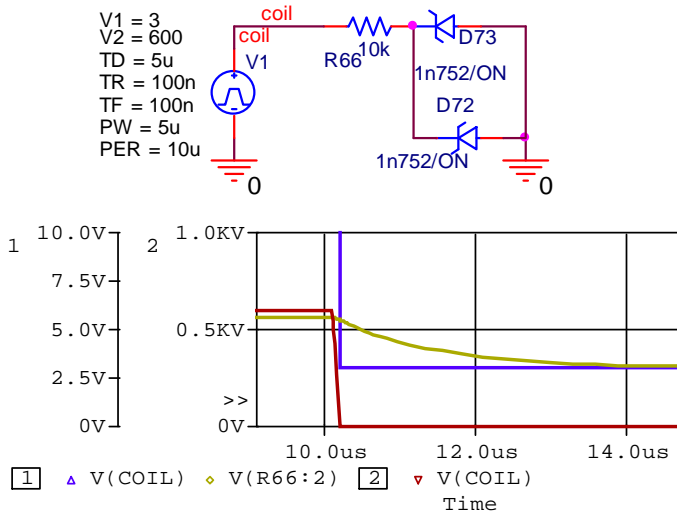 V1 = 3
V2 = 600
TD = 5u
TR = 100n
TF = 100n
PW = 5u
PER = 10u
coil
coil
V1
0
R66
10k
D73
1n752/ON
D72
1n752/ON
0
1
10.0V
7.5V
5.0V
2.5V
0V
2
1.0KV
0.5KV
0V
>>
10.0us 12.0us 14.0us
1 V(COIL) V(R66:2) 2 V(COIL)
Time